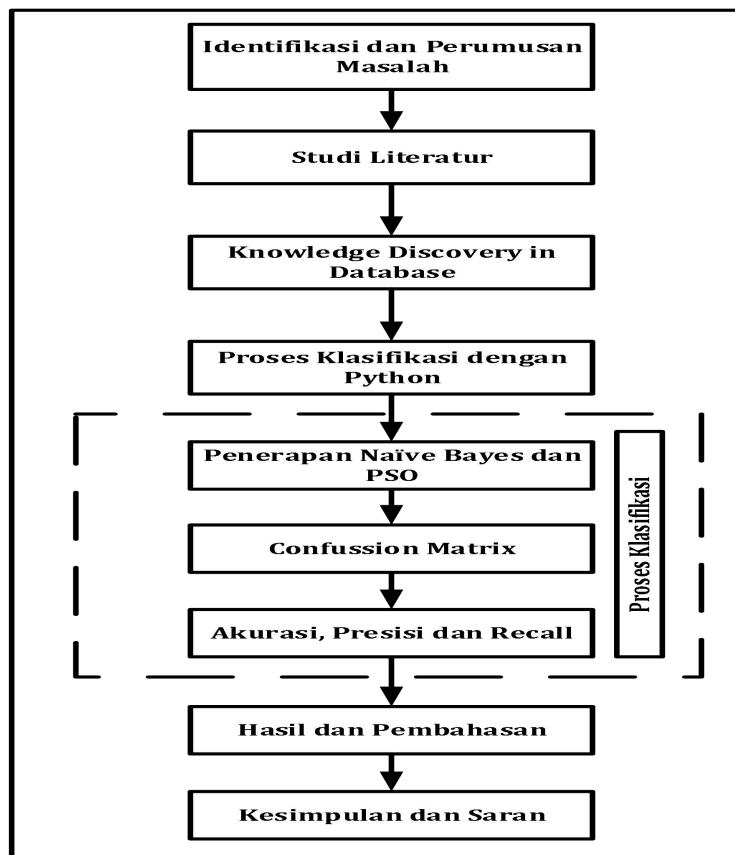 Identifikasi dan Perumusan
Masalah
Studi Literatur
Knowledge Discovery in
Database
Proses Klasifikasi dengan
Python
Penerapan Naïve Bayes dan
PSO
Confussion Matrix
Akurasi, Presisi dan Recall
Proses Klasifikasi
Hasil dan Pembahasan
Kesimpulan dan Saran